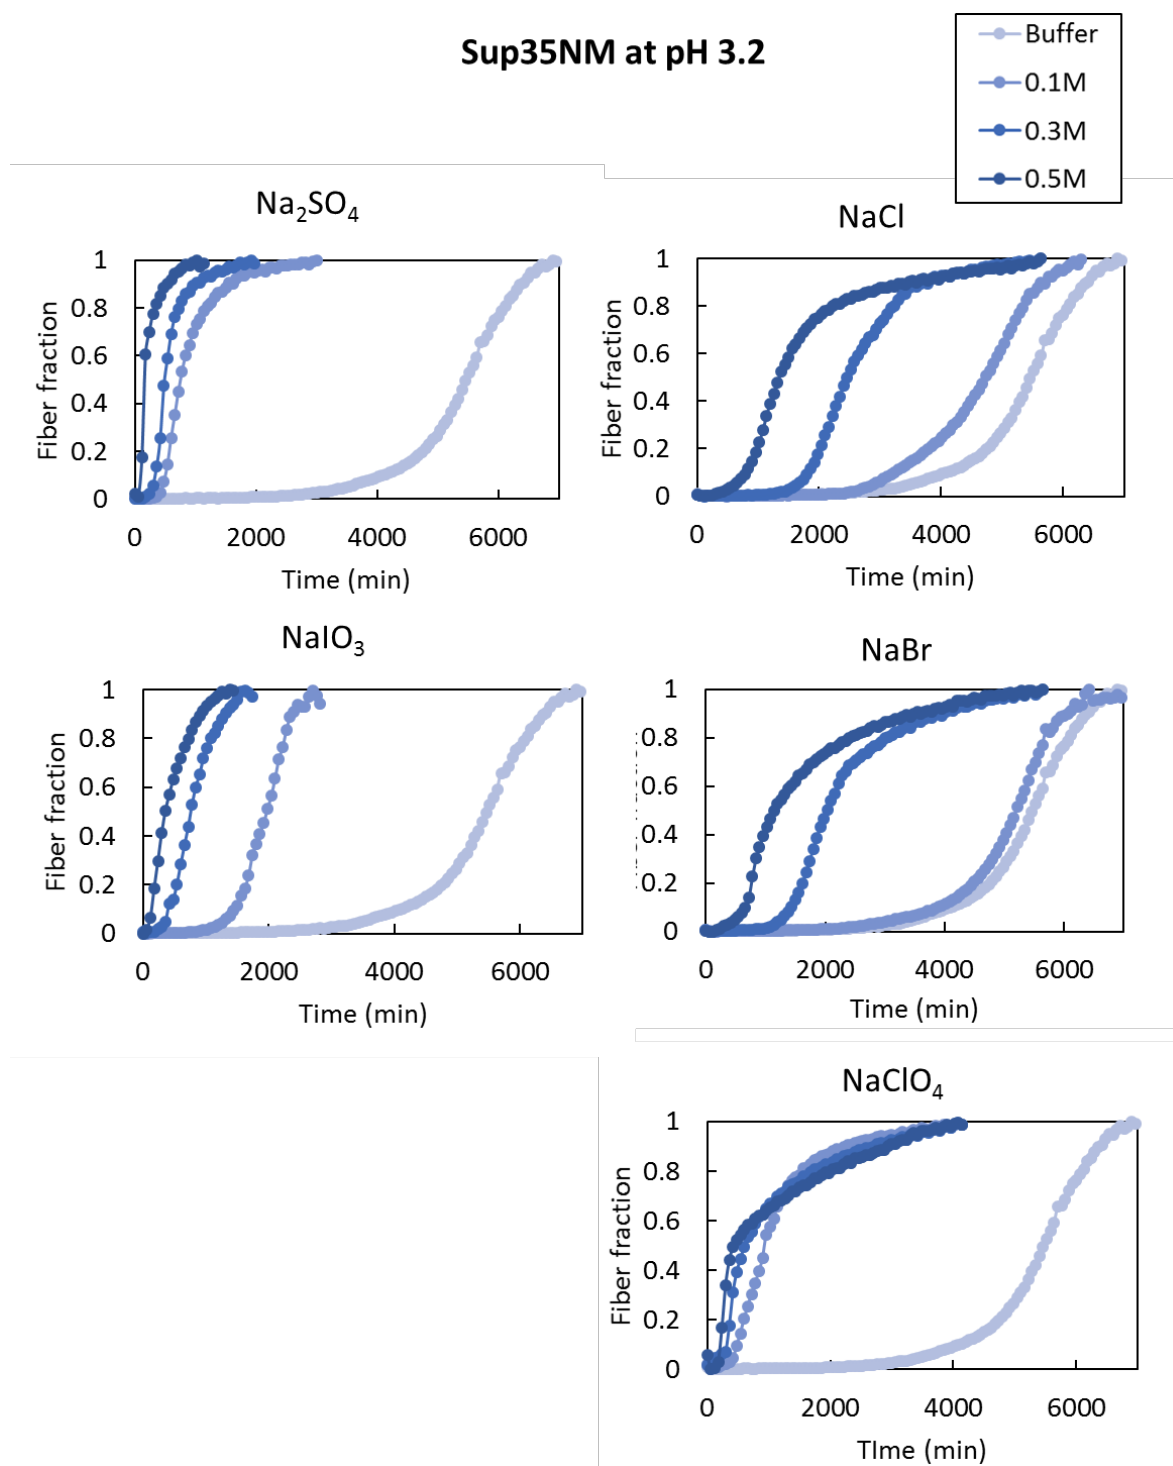 Sup35NM at pH 3.2
Buffer
0.1M
0.3M
0.5M
Na₂SO₄
1
0.8
0.6
0.4
0.2
0
Fiber fraction
0 2000 4000 6000
Time (min)
NaCl
1
0.8
0.6
0.4
0.2
0
Fiber fraction
0 2000 4000 6000
Time (min)
NaIO₃
1
0.8
0.6
0.4
0.2
0
Fiber fraction
0 2000 4000 6000
Time (min)
NaBr
1
0.8
0.6
0.4
0.2
0
0 2000 4000 6000
Time (min)
NaClO₄
1
0.8
0.6
0.4
0.2
0
Fiber fraction
0 2000 4000 6000
TIme (min)